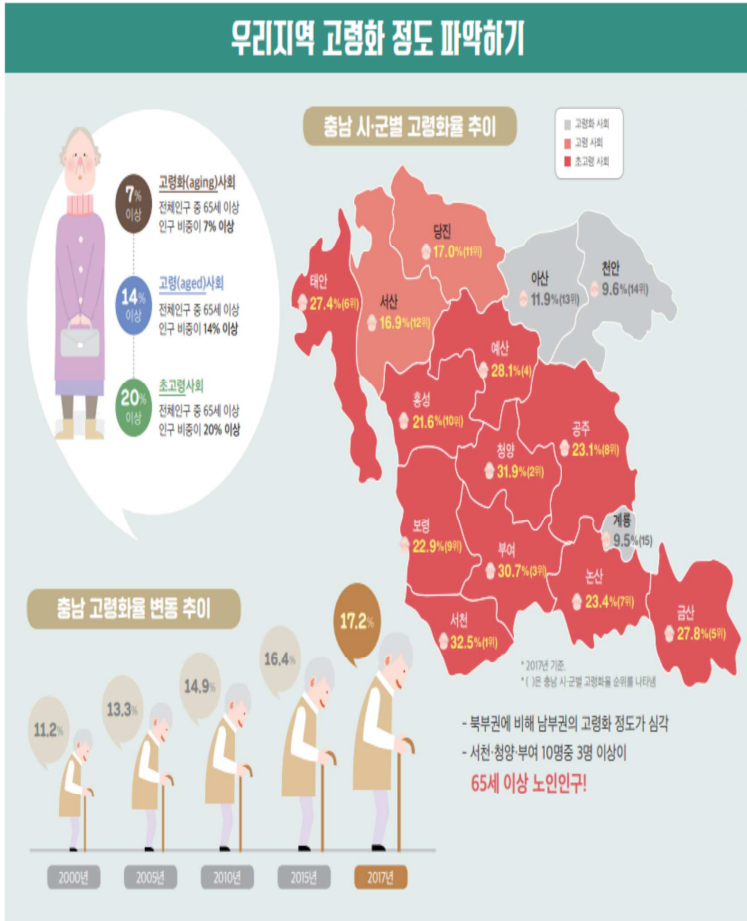 우리지역 고령화 정도 파악하기
7%
이상
고령화(aging)사회
전체인구 중 65세 이상
인구 비중이 7% 이상
14%
이상
고령(aged)사회
전체인구 중 65세 이상
인구 비중이 14% 이상
20%
이상
초고령사회
전체인구 중 65세 이상
인구 비중이 20% 이상
충남 시·군별 고령화율 추이
고령화 사회
고령 사회
초고령 사회
당진
17.0%(11위)
아산
11.9%(13위)
천안
9.6%(14위)
태안
27.4%(6위)
서산
16.9%(12위)
예산
28.1%(4)
홍성
21.6%(10위)
공주
23.1%(8위)
청양
31.9%(2위)
보령
22.9%(9위)
계룡
9.5%(15)
부여
30.7%(3위)
논산
23.4%(7위)
금산
27.8%(5위)
서천
32.5%(1위)
* 2017년 기준
* ( )은 충남 시·군별 고령화율 순위를 나타냄
- 북부권에 비해 남부권의 고령화 정도가 심각
- 서천·청양·부여 10명중 3명 이상이
65세 이상 노인인구!
충남 고령화율 변동 추이
11.2%
13.3%
14.9%
16.4%
17.2%
2000년
2005년
2010년
2015년
2017년